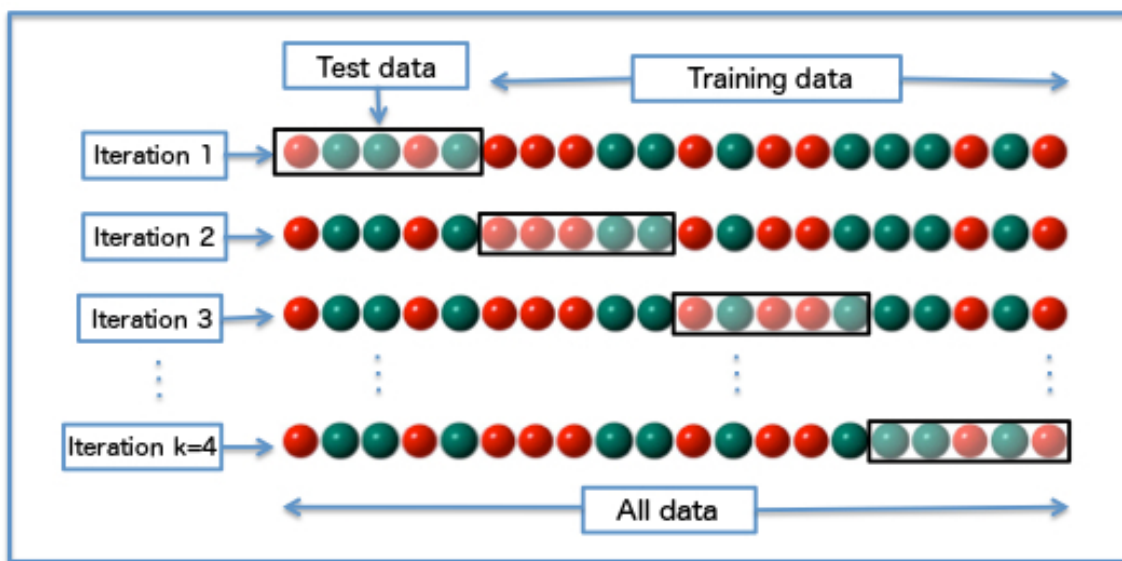 Test data
Training data
Iteration 1
Iteration 2
Iteration 3
Iteration k=4
All data